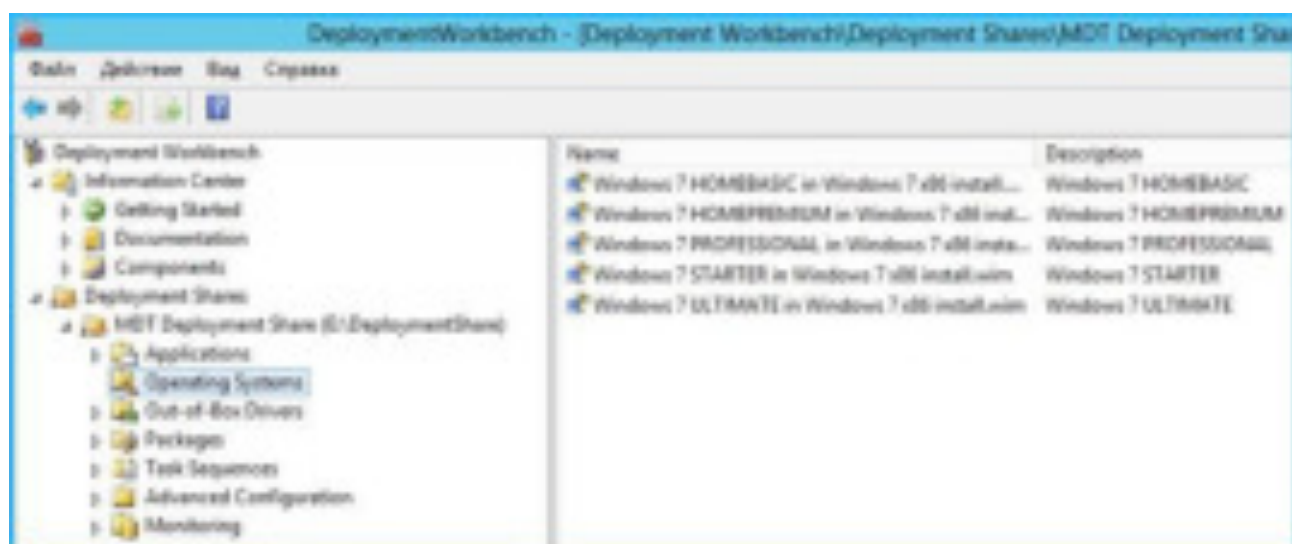 DeploymentWorkbench - [Deployment Workbench\Deployment Shares\MDT Deployment Shar
Файл Действие Вид Справка
Deployment Workbench
Information Center
Getting Started
Documentation
Components
Deployment Shares
MDT Deployment Share (E:\DeploymentShare)
Applications
Operating Systems
Out-of-Box Drivers
Packages
Task Sequences
Advanced Configuration
Monitoring
Name Description
Windows 7 HOMEBASIC in Windows 7 x86 install.... Windows 7 HOMEBASIC
Windows 7 HOMEPREMIUM in Windows 7 x86 inst... Windows 7 HOMEPREMIUM
Windows 7 PROFESSIONAL in Windows 7 x86 insta... Windows 7 PROFESSIONAL
Windows 7 STARTER in Windows 7 x86 install.wim Windows 7 STARTER
Windows 7 ULTIMATE in Windows 7 x86 install.wim Windows 7 ULTIMATE